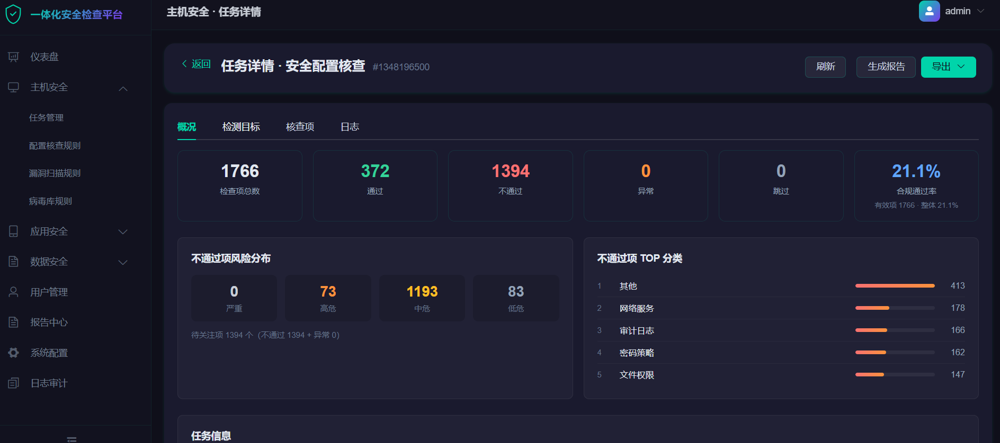 一体化安全检查平台
主机安全 · 任务详情
admin
仪表盘
主机安全
任务管理
配置核查规则
漏洞扫描规则
病毒库规则
应用安全
数据安全
用户管理
报告中心
系统配置
日志审计
返回
任务详情 · 安全配置核查 #1348196500
刷新
生成报告
导出
概况 检测目标 核查项 日志
1766
检查项总数
372
通过
1394
不通过
0
异常
0
跳过
21.1%
合规通过率
有效项 1766 · 整体 21.1%
不通过项风险分布
0
严重
73
高危
1193
中危
83
低危
待关注项 1394 个（不通过 1394 + 异常 0）
不通过项 TOP 分类
1 其他 413
2 网络服务 178
3 审计日志 166
4 密码策略 162
5 文件权限 147
任务信息